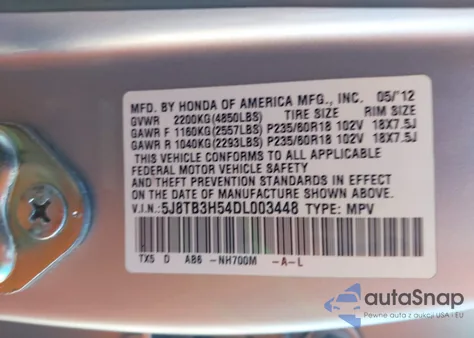 MFD. BY HONDA OF AMERICA MFG., INC. 05/'12
GVWR 2200KG(4850LBS) TIRE SIZE RIM SIZE
GAWR F 1160KG(2557LBS) P235/60R18 102V 18X7.5J
GAWR R 1040KG(2293LBS) P235/60R18 102V 18X7.5J
THIS VEHICLE CONFORMS TO ALL APPLICABLE
FEDERAL MOTOR VEHICLE SAFETY
AND THEFT PREVENTION STANDARDS IN EFFECT
ON THE DATE OF MANUFACTURE SHOWN ABOVE.
V.I.N:5J8TB3H54DL003448 TYPE: MPV
TX5 D AB6 -NH700M -A-L
autoSnap
Pewne auta z aukcji USA i EU